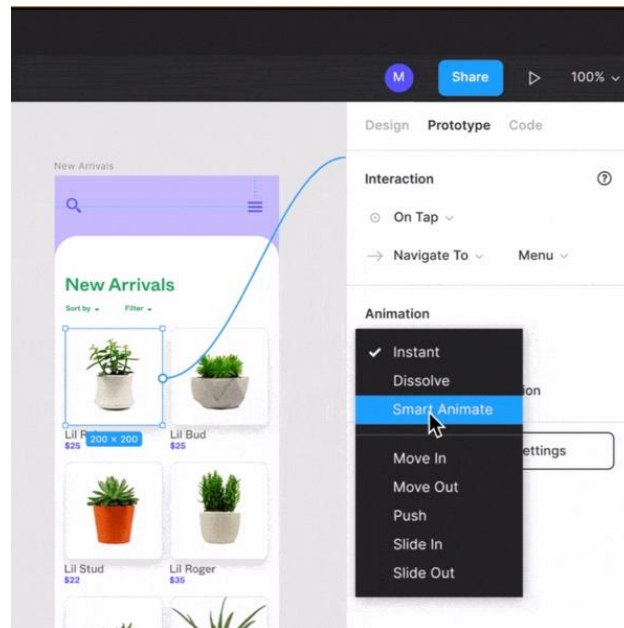 M Share 100%
Design Prototype Code
New Arrivals
Interaction
On Tap
Navigate To Menu
New Arrivals
Sort by Filter
Animation
Instant
Dissolve
Smart Animate
Move In
Move Out
Push
Slide In
Slide Out
200 × 200
Lil
$25
Lil Bud
$25
Lil Stud
$22
Lil Roger
$35